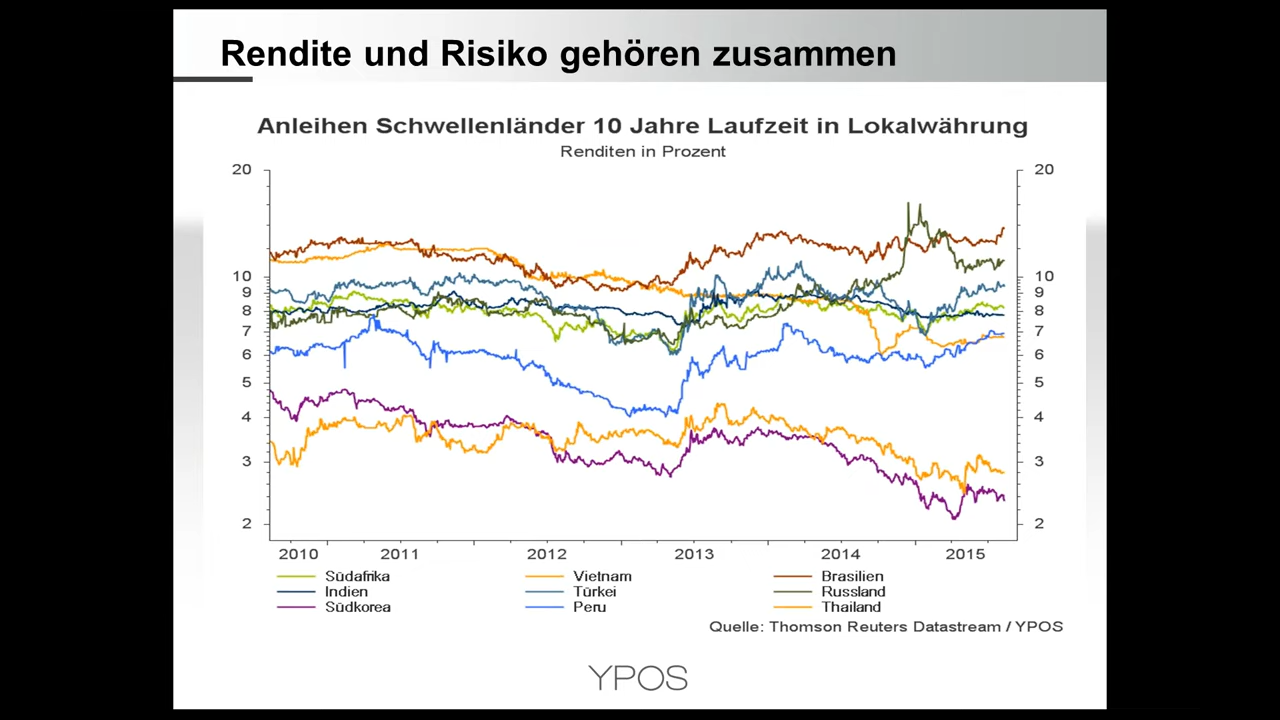 Rendite und Risiko gehören zusammen
Anleihen Schwellenländer 10 Jahre Laufzeit in Lokalwährung
Renditen in Prozent
20 20
10 10
9 9
8 8
7 7
6 6
5 5
4 4
3 3
2 2
2010 2011 2012 2013 2014 2015
Südafrika Vietnam Brasilien
Indien Türkei Russland
Südkorea Peru Thailand
Quelle: Thomson Reuters Datastream / YPOS
YPOS